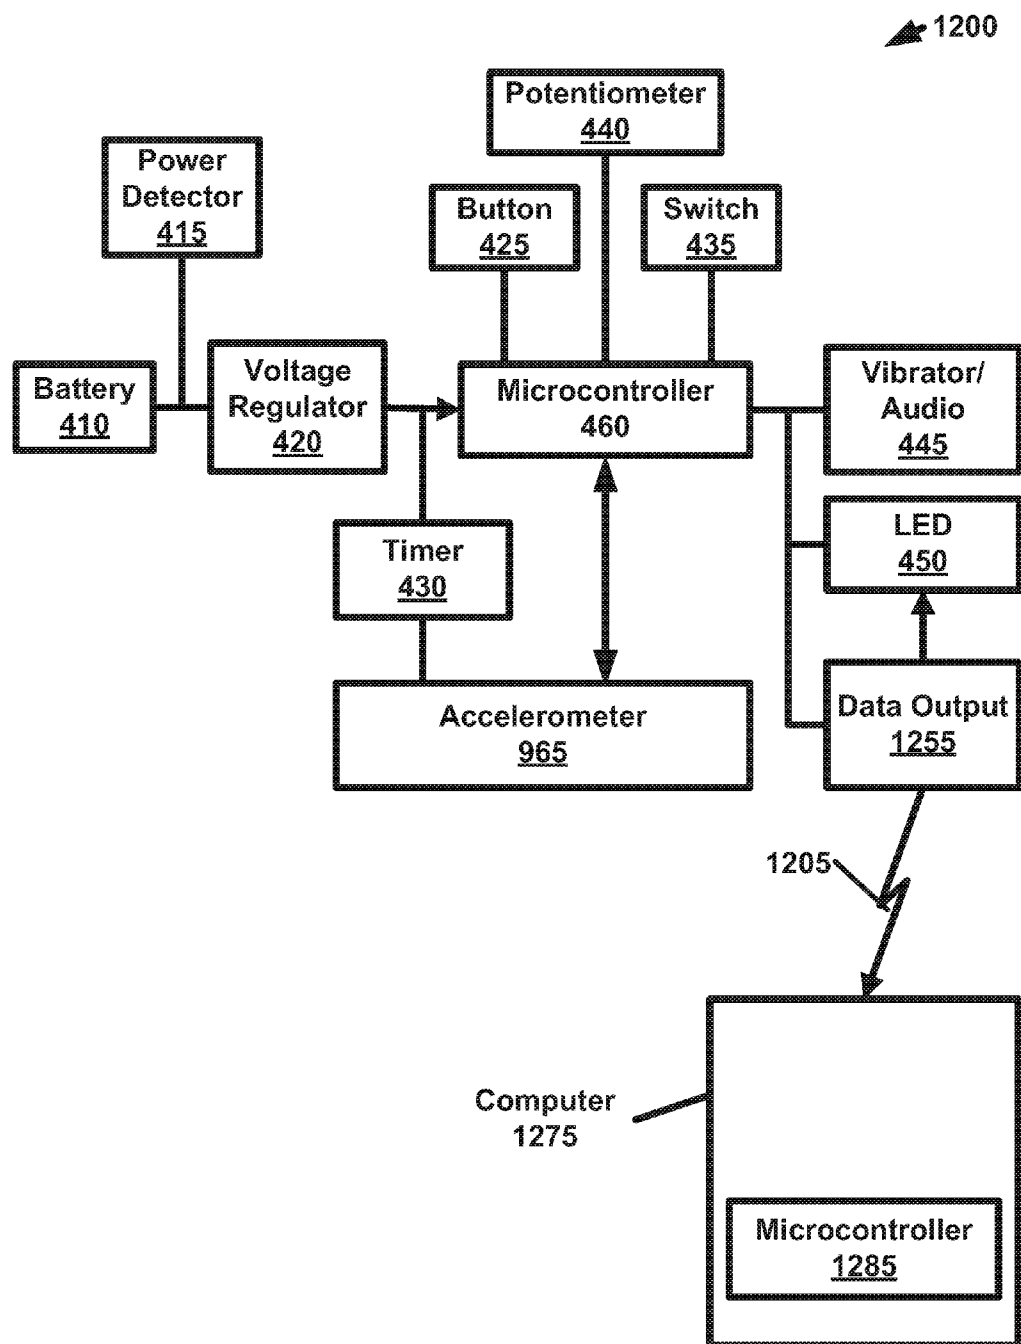 1200
Potentiometer
440
Power
Detector
415
Button
425
Switch
435
Battery
410
Voltage
Regulator
420
Microcontroller
460
Vibrator/
Audio
445
Timer
430
LED
450
Accelerometer
965
Data Output
1255
1205
Computer
1275
Microcontroller
1285